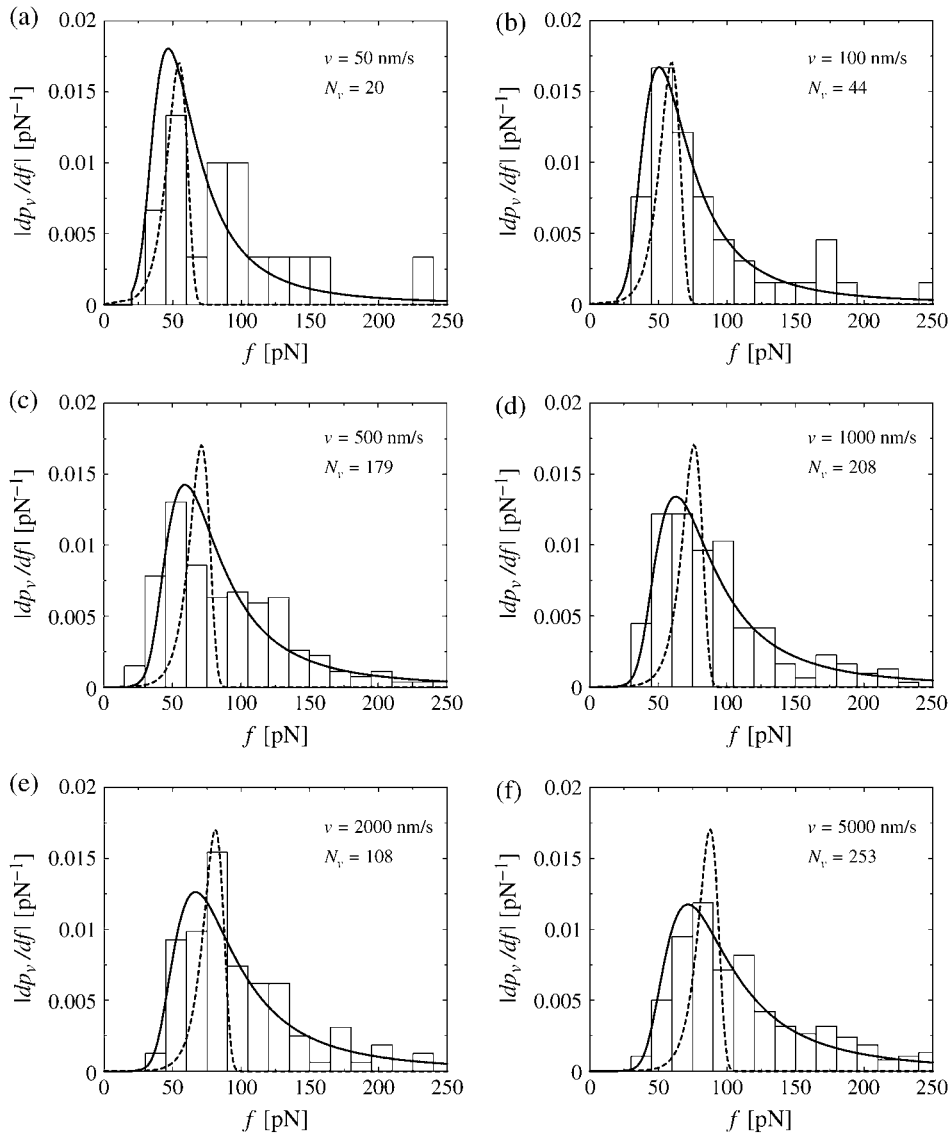 (a)
|dp_v/df| [pN⁻¹]
0.02
0.015
0.01
0.005
0
v = 50 nm/s
N_v = 20
0 50 100 150 200 250
f [pN]
(b)
|dp_v/df| [pN⁻¹]
0.02
0.015
0.01
0.005
0
v = 100 nm/s
N_v = 44
0 50 100 150 200 250
f [pN]
(c)
|dp_v/df| [pN⁻¹]
0.02
0.015
0.01
0.005
0
v = 500 nm/s
N_v = 179
0 50 100 150 200 250
f [pN]
(d)
|dp_v/df| [pN⁻¹]
0.02
0.015
0.01
0.005
0
v = 1000 nm/s
N_v = 208
0 50 100 150 200 250
f [pN]
(e)
|dp_v/df| [pN⁻¹]
0.02
0.015
0.01
0.005
0
v = 2000 nm/s
N_v = 108
0 50 100 150 200 250
f [pN]
(f)
|dp_v/df| [pN⁻¹]
0.02
0.015
0.01
0.005
0
v = 5000 nm/s
N_v = 253
0 50 100 150 200 250
f [pN]